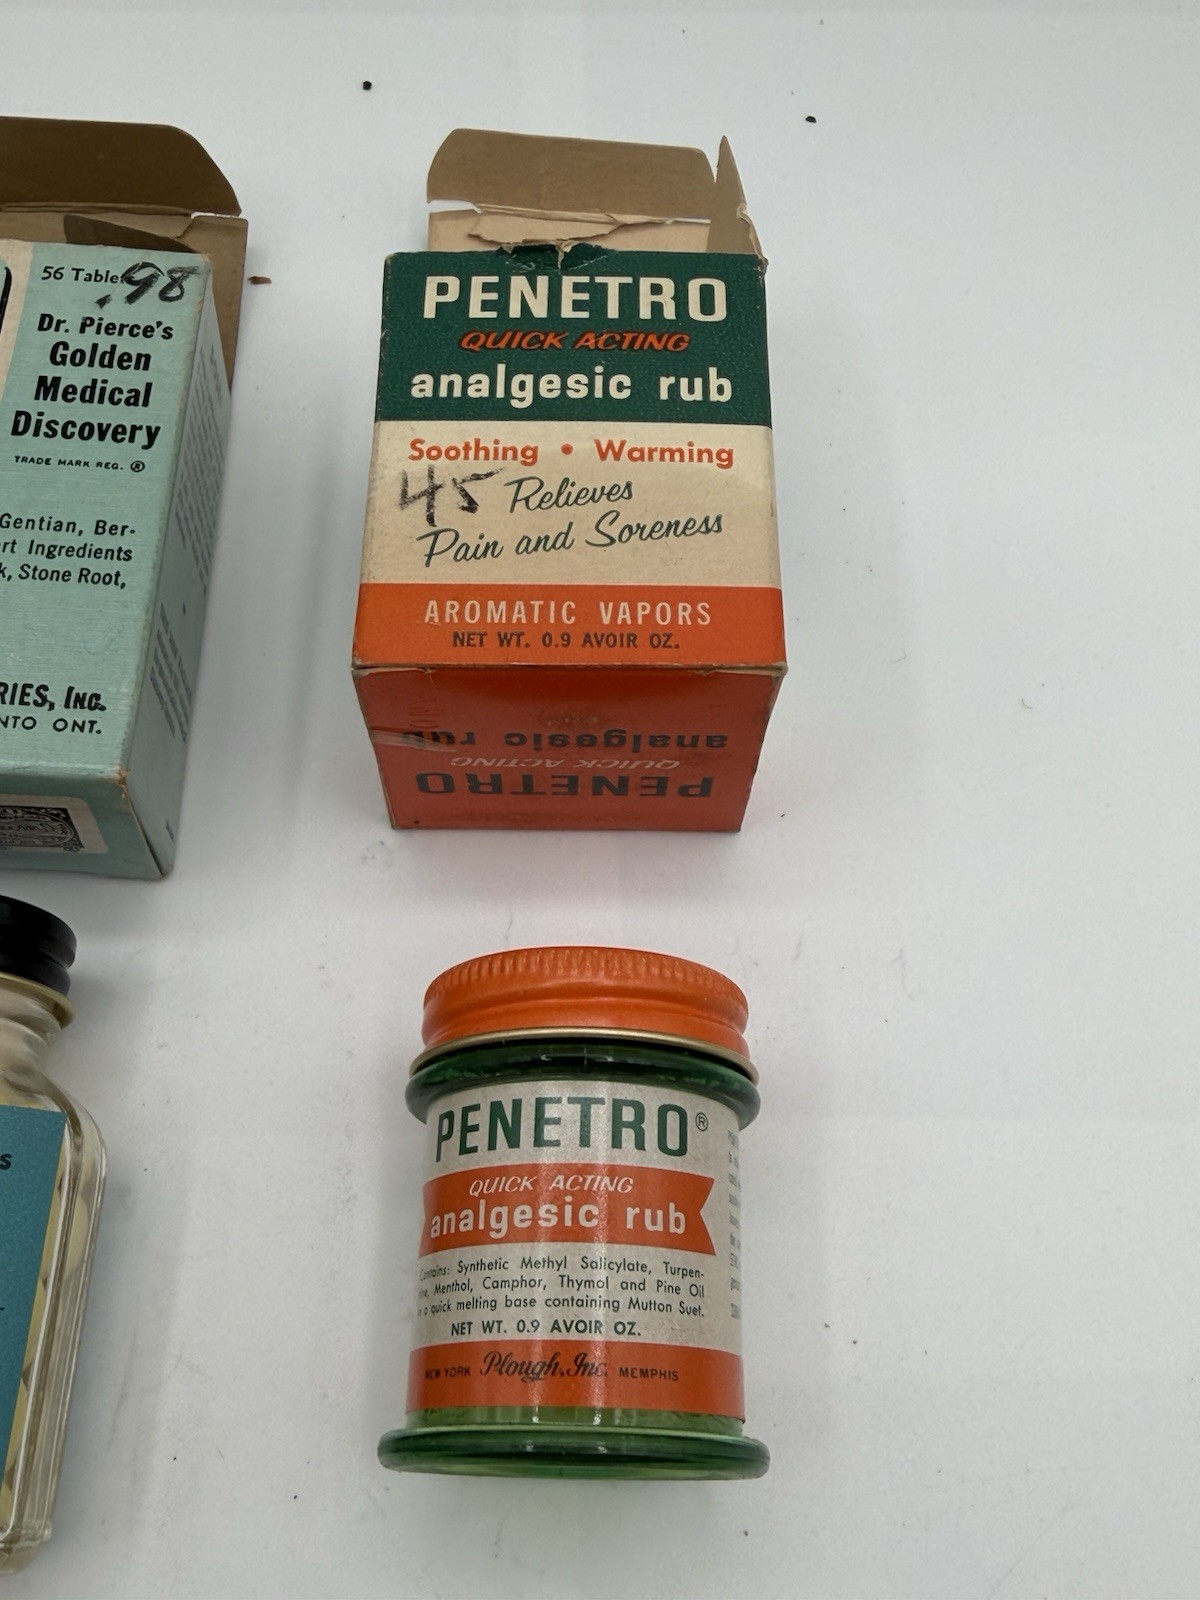 56 Table
.98
Dr. Pierce's
Golden
Medical
Discovery
TRADE MARK REG. ®
Gentian, Ber-
rt Ingredients
k, Stone Root,
RIES, INC.
NTO ONT.
PENETRO
QUICK ACTING
analgesic rub
Soothing • Warming
45
Relieves
Pain and Soreness
AROMATIC VAPORS
NET WT. 0.9 AVOIR OZ.
PENETRO
QUICK ACTING
analgesic rub
PENETRO®
QUICK ACTING
analgesic rub
Contains: Synthetic Methyl Salicylate, Turpen-
ine, Menthol, Camphor, Thymol and Pine Oil
in a quick melting base containing Mutton Suet.
NET WT. 0.9 AVOIR OZ.
NEW YORK Plough, Inc. MEMPHIS